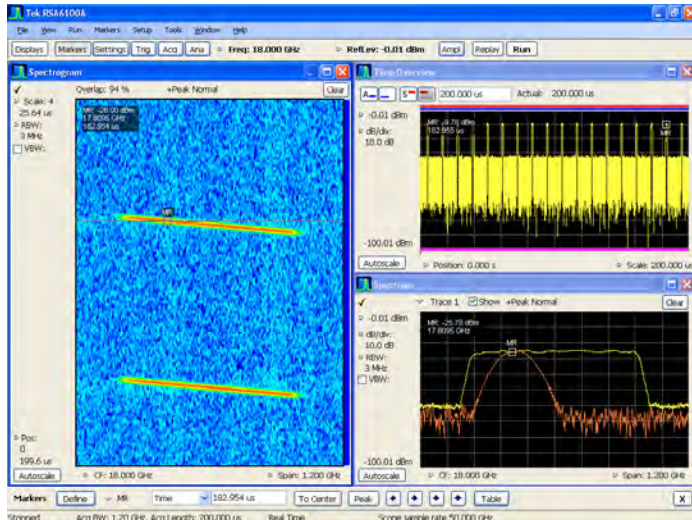 Tek RSA6100A
File View Run Markers Setup Tools Window Help
Displays Markers Settings Trig Acq Ana Freq: 18.000 GHz RefLev: -0.01 dBm Ampl Replay Run
Spectrogram
Overlap: 94 % +Peak Normal Clear
Scale: 4
25.64 us
RBW:
3 MHz
VBW:
MR: -26.00 dBm
17.8095 GHz
182.954 us
MR
Pos:
0
199.6 us
Autoscale CF: 18.000 GHz Span: 1.200 GHz
Time Overview
A S 200.000 us Actual: 200.000 us
-0.01 dBm
dB/div:
10.0 dB
MR: -9.78 dBm
182.955 us
MR
-100.01 dBm
Autoscale Position: 0.000 s Scale: 200.000 us
Spectrum
Trace 1 Show +Peak Normal Clear
-0.01 dBm
dB/div:
10.0 dB
RBW:
3 MHz
VBW:
MR: -25.78 dBm
17.8095 GHz
MR
-100.01 dBm
Autoscale CF: 18.000 GHz Span: 1.200 GHz
Markers Define MR Time 182.954 us To Center Peak Table X
Stopped Acq BW: 1.20 GHz, Acq Length: 200.000 us Real Time Scope sample rate 50.000 GHz